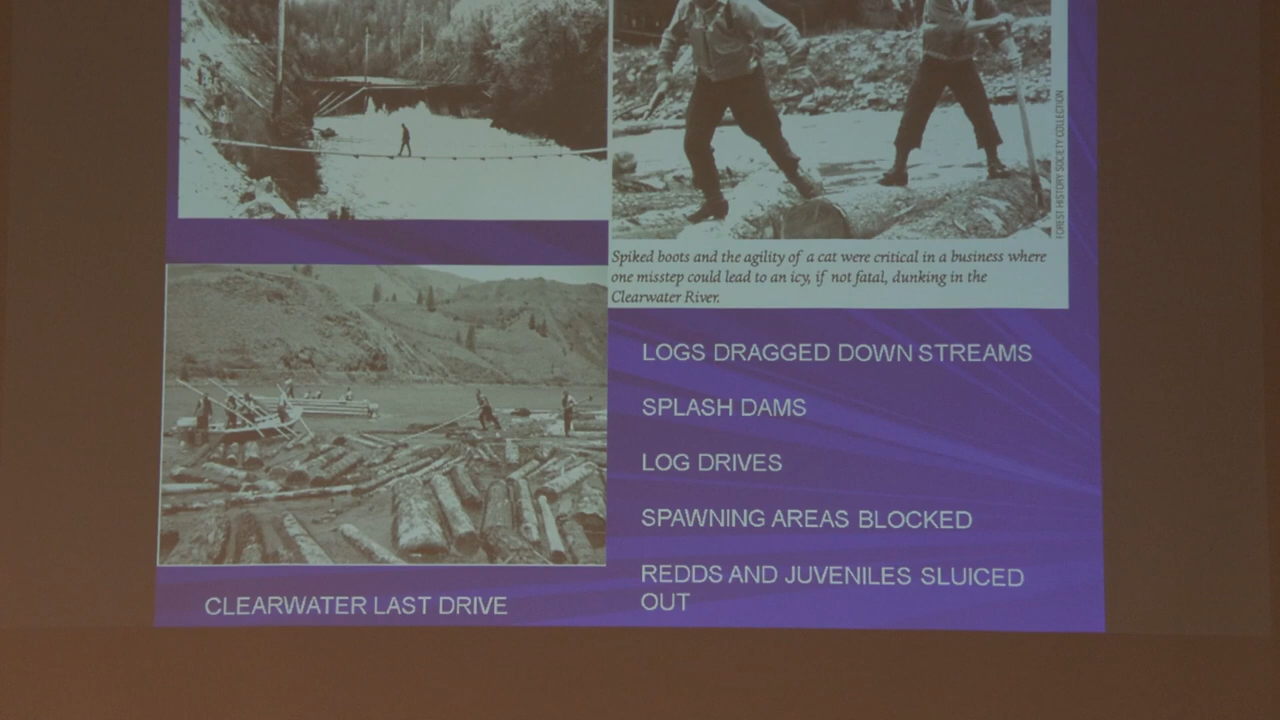 FOREST HISTORY SOCIETY COLLECTION
Spiked boots and the agility of a cat were critical in a business where
one misstep could lead to an icy, if not fatal, dunking in the
Clearwater River.
LOGS DRAGGED DOWN STREAMS
SPLASH DAMS
LOG DRIVES
SPAWNING AREAS BLOCKED
REDDS AND JUVENILES SLUICED
OUT
CLEARWATER LAST DRIVE